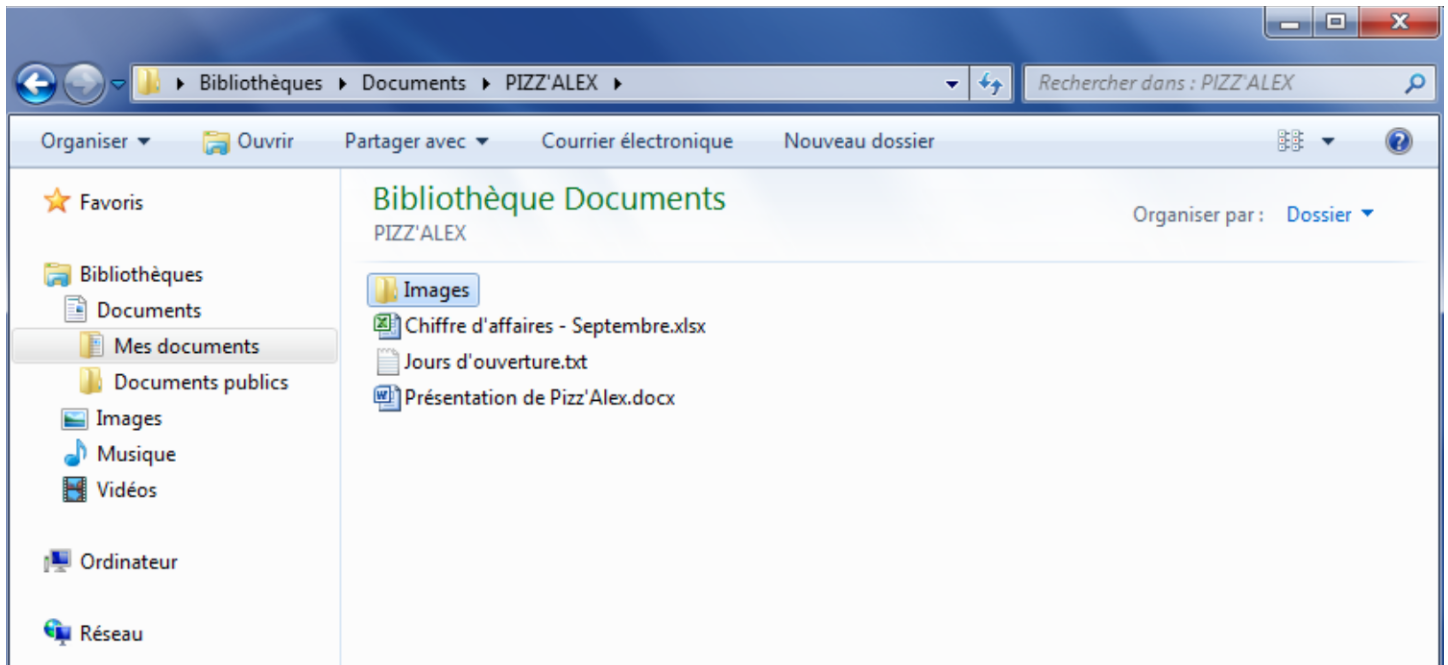 Bibliothèques Documents PIZZ'ALEX
Rechercher dans : PIZZ'ALEX
Organiser Ouvrir Partager avec Courrier électronique Nouveau dossier
Favoris
Bibliothèques
Documents
Mes documents
Documents publics
Images
Musique
Vidéos
Ordinateur
Réseau
Bibliothèque Documents
PIZZ'ALEX
Organiser par : Dossier
Images
Chiffre d'affaires - Septembre.xlsx
Jours d'ouverture.txt
Présentation de Pizz'Alex.docx